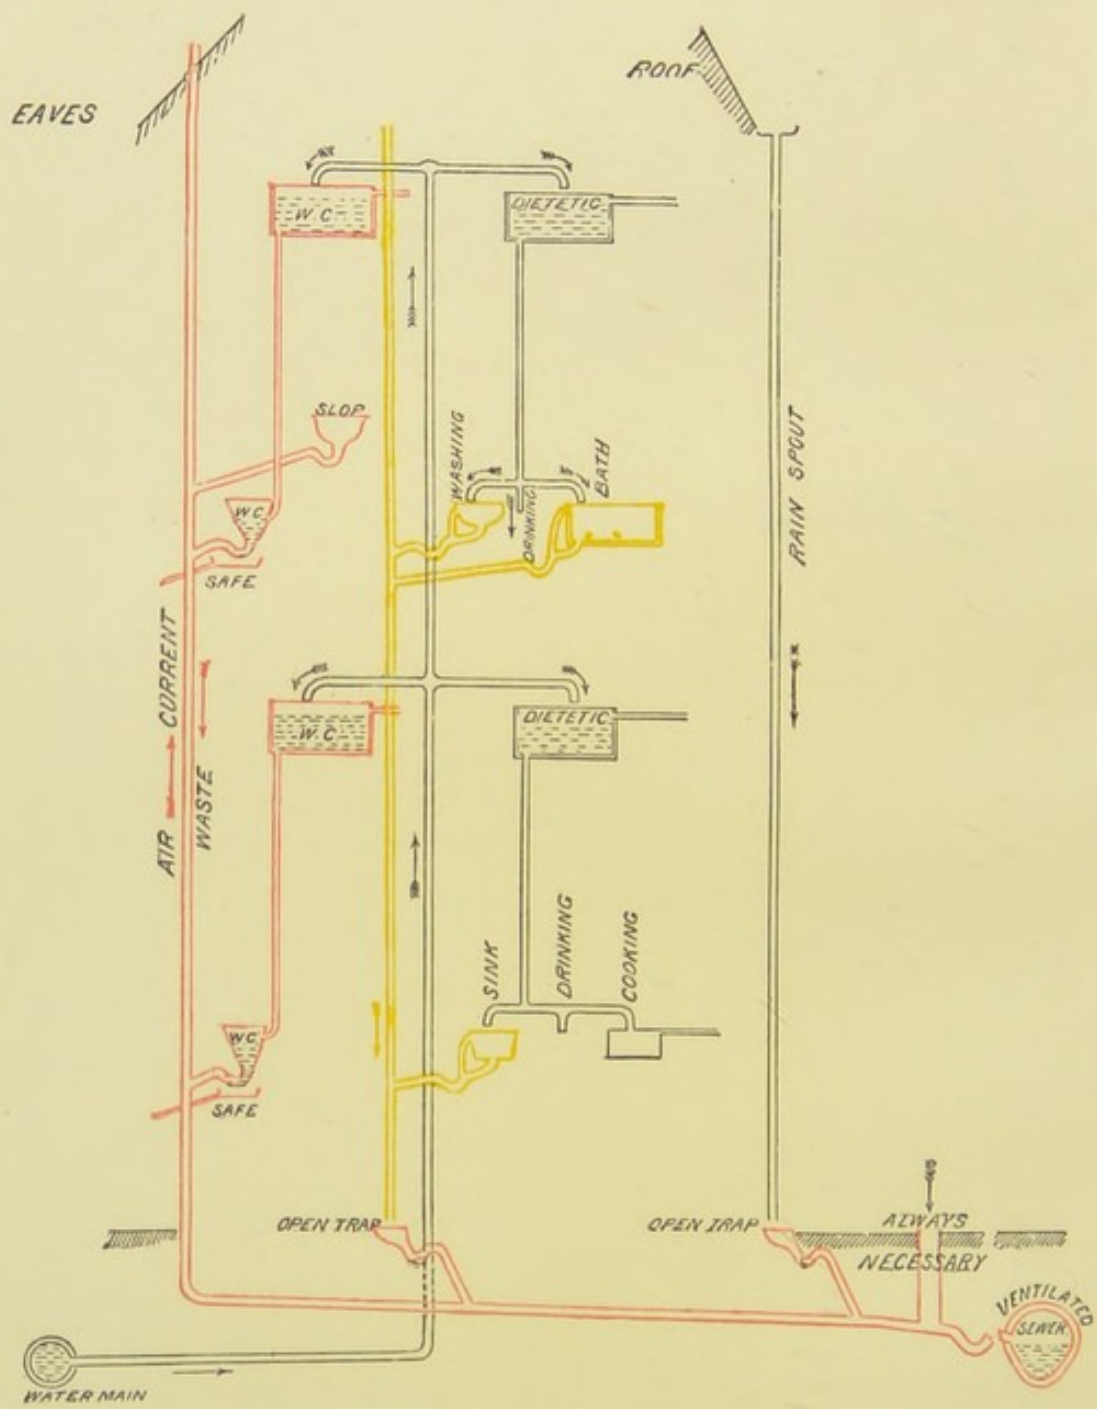 ROOF
EAVES
W.C
DIETETIC
SLOP
WASHING
BATH
DRINKING
RAIN SPOUT
W.C
SAFE
AIR CURRENT
WASTE
W.C
DIETETIC
SINK
DRINKING
COOKING
W.C
SAFE
OPEN TRAP
OPEN TRAP
ALWAYS
NECESSARY
VENTILATED
SEWER
WATER MAIN